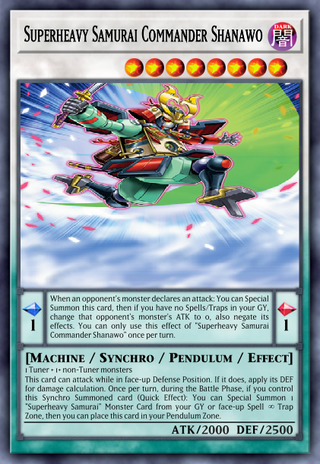 SUPERHEAVY SAMURAI COMMANDER SHANAWO
DARK
闇
When an opponent's monster declares an attack: You can Special
Summon this card, then if you have no Spells/Traps in your GY,
change that opponent's monster's ATK to 0, also negate its
effects. You can only use this effect of "Superheavy Samurai
Commander Shanawo" once per turn.
1
1
[MACHINE / SYNCHRO / PENDULUM / EFFECT]
1 Tuner + 1+ non-Tuner monsters
This card can attack while in face-up Defense Position. If it does, apply its DEF
for damage calculation. Once per turn, during the Battle Phase, if you control
this Synchro Summoned card (Quick Effect): You can Special Summon 1
"Superheavy Samurai" Monster Card from your GY or face-up Spell ∞ Trap
Zone, then you can place this card in your Pendulum Zone.
ATK/2000 DEF/2500